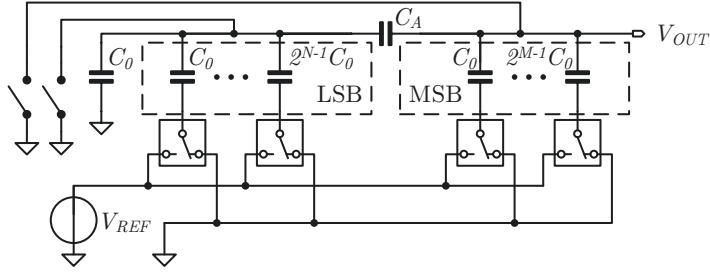 C_A
V_OUT
C_0 C_0 2^{N-1}C_0 C_0 2^{M-1}C_0
LSB MSB
V_REF